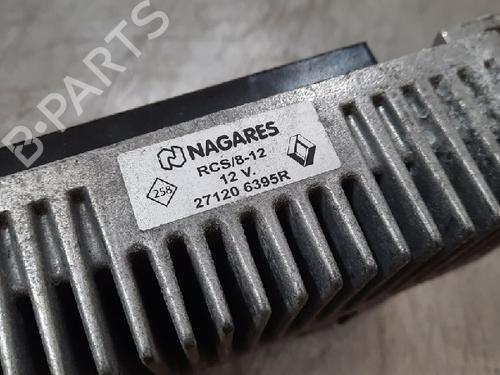 B-PARTS
NAGARES
RCS/8-12
12 V.
27120 6395R
258